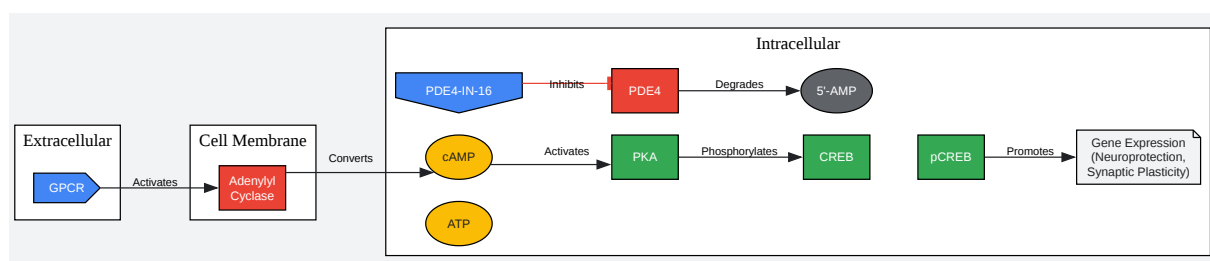 Intracellular
PDE4-IN-16
Inhibits
PDE4
Degrades
5'-AMP
Extracellular
GPCR
Activates
Cell Membrane
Adenylyl
Cyclase
Converts
cAMP
Activates
PKA
Phosphorylates
CREB
pCREB
Promotes
Gene Expression
(Neuroprotection,
Synaptic Plasticity)
ATP